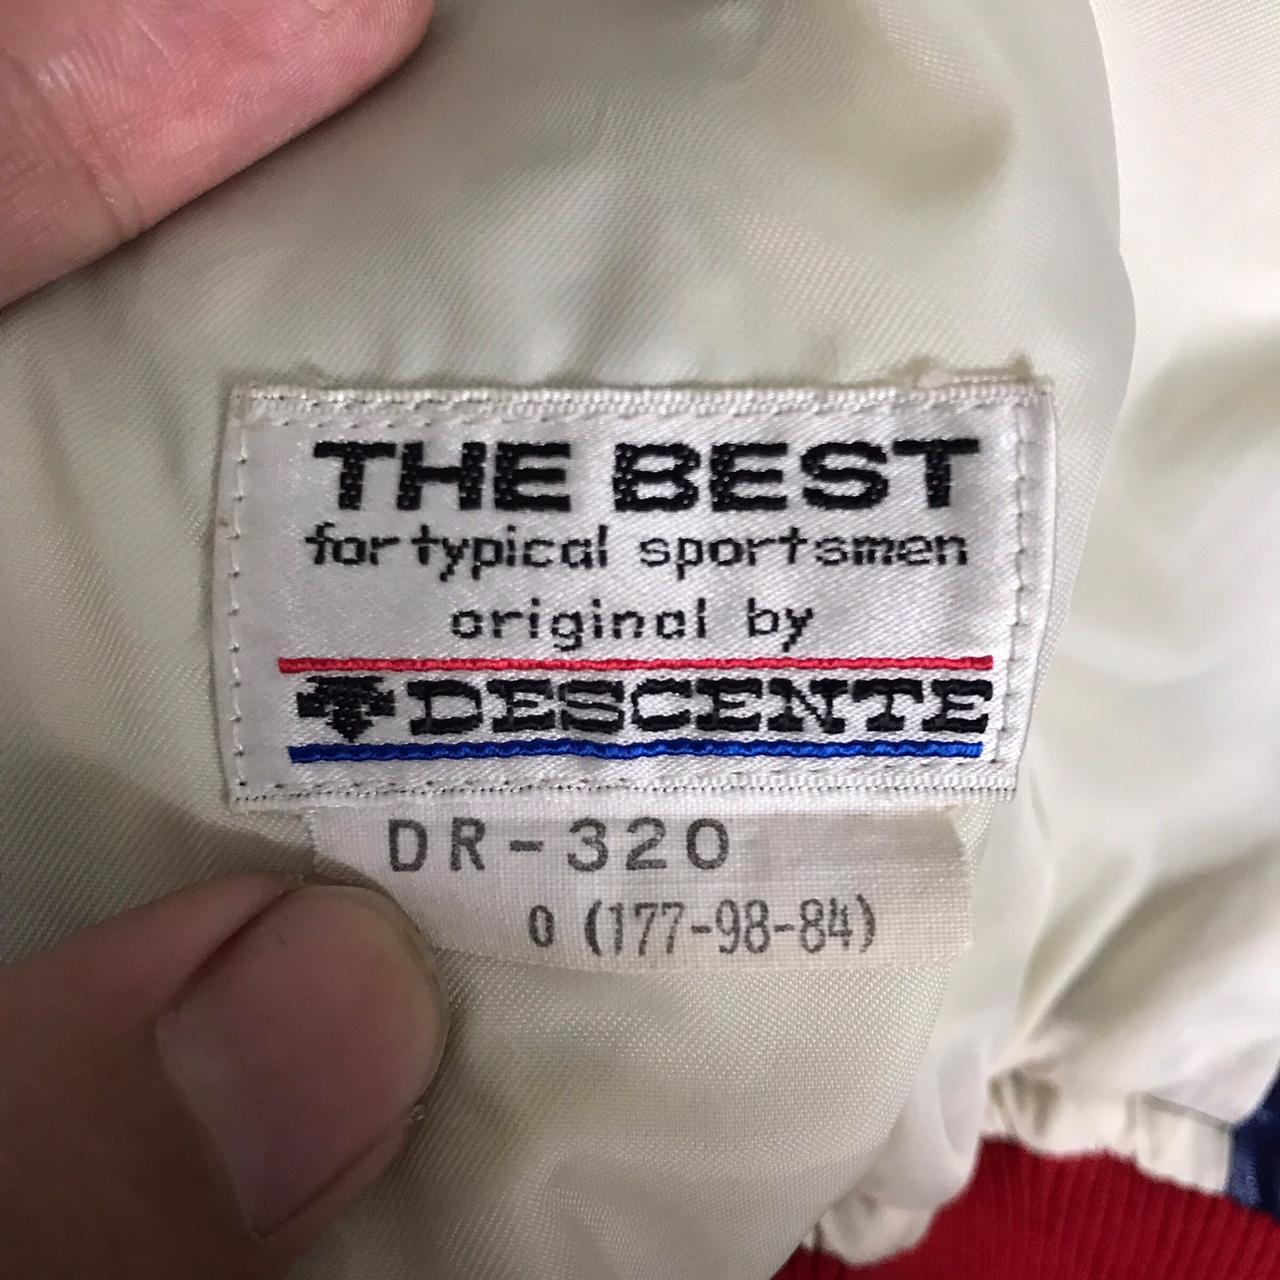 THE BEST
for typical sportsmen
original by
DESCENTE
DR-320
0 (177-98-84)